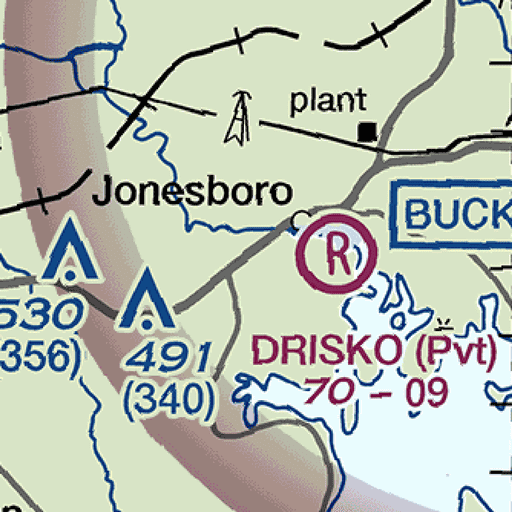 plant
Jonesboro
BUCK
R
530
(356)
491
(340)
DRISKO (Pvt)
70 – 09